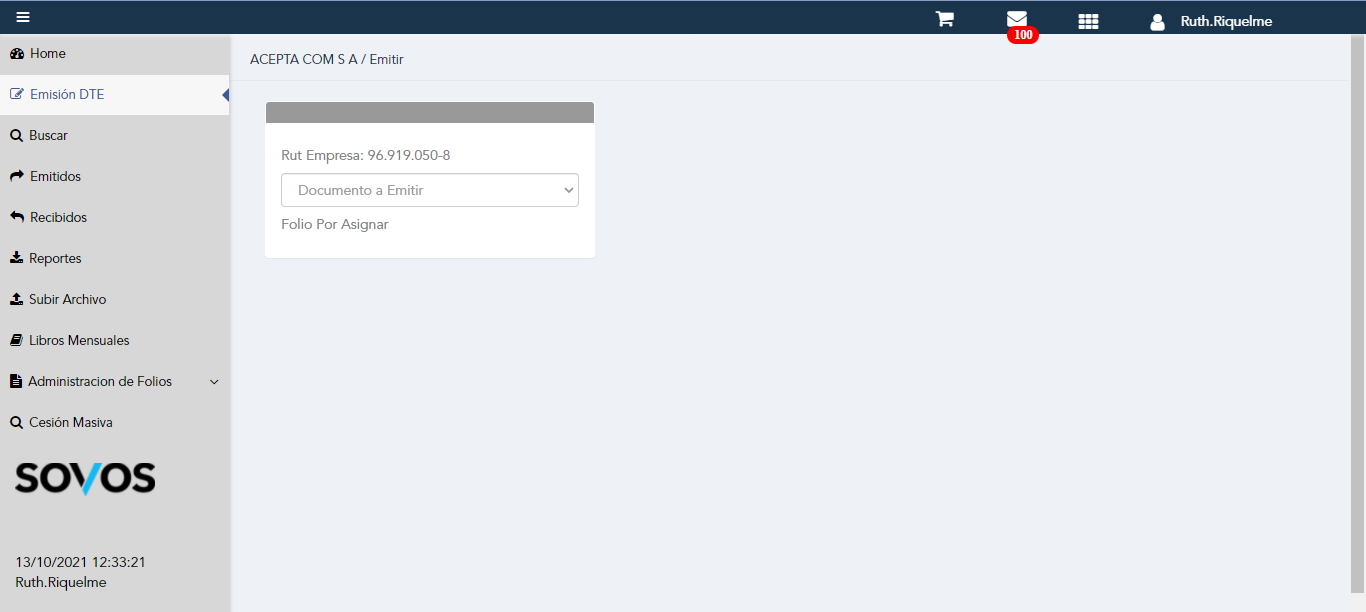 100
Ruth.Riquelme
Home
Emisión DTE
Buscar
Emitidos
Recibidos
Reportes
Subir Archivo
Libros Mensuales
Administracion de Folios
Cesión Masiva
SOVOS
13/10/2021 12:33:21
Ruth.Riquelme
ACEPTA COM S A / Emitir
Rut Empresa: 96.919.050-8
Documento a Emitir
Folio Por Asignar